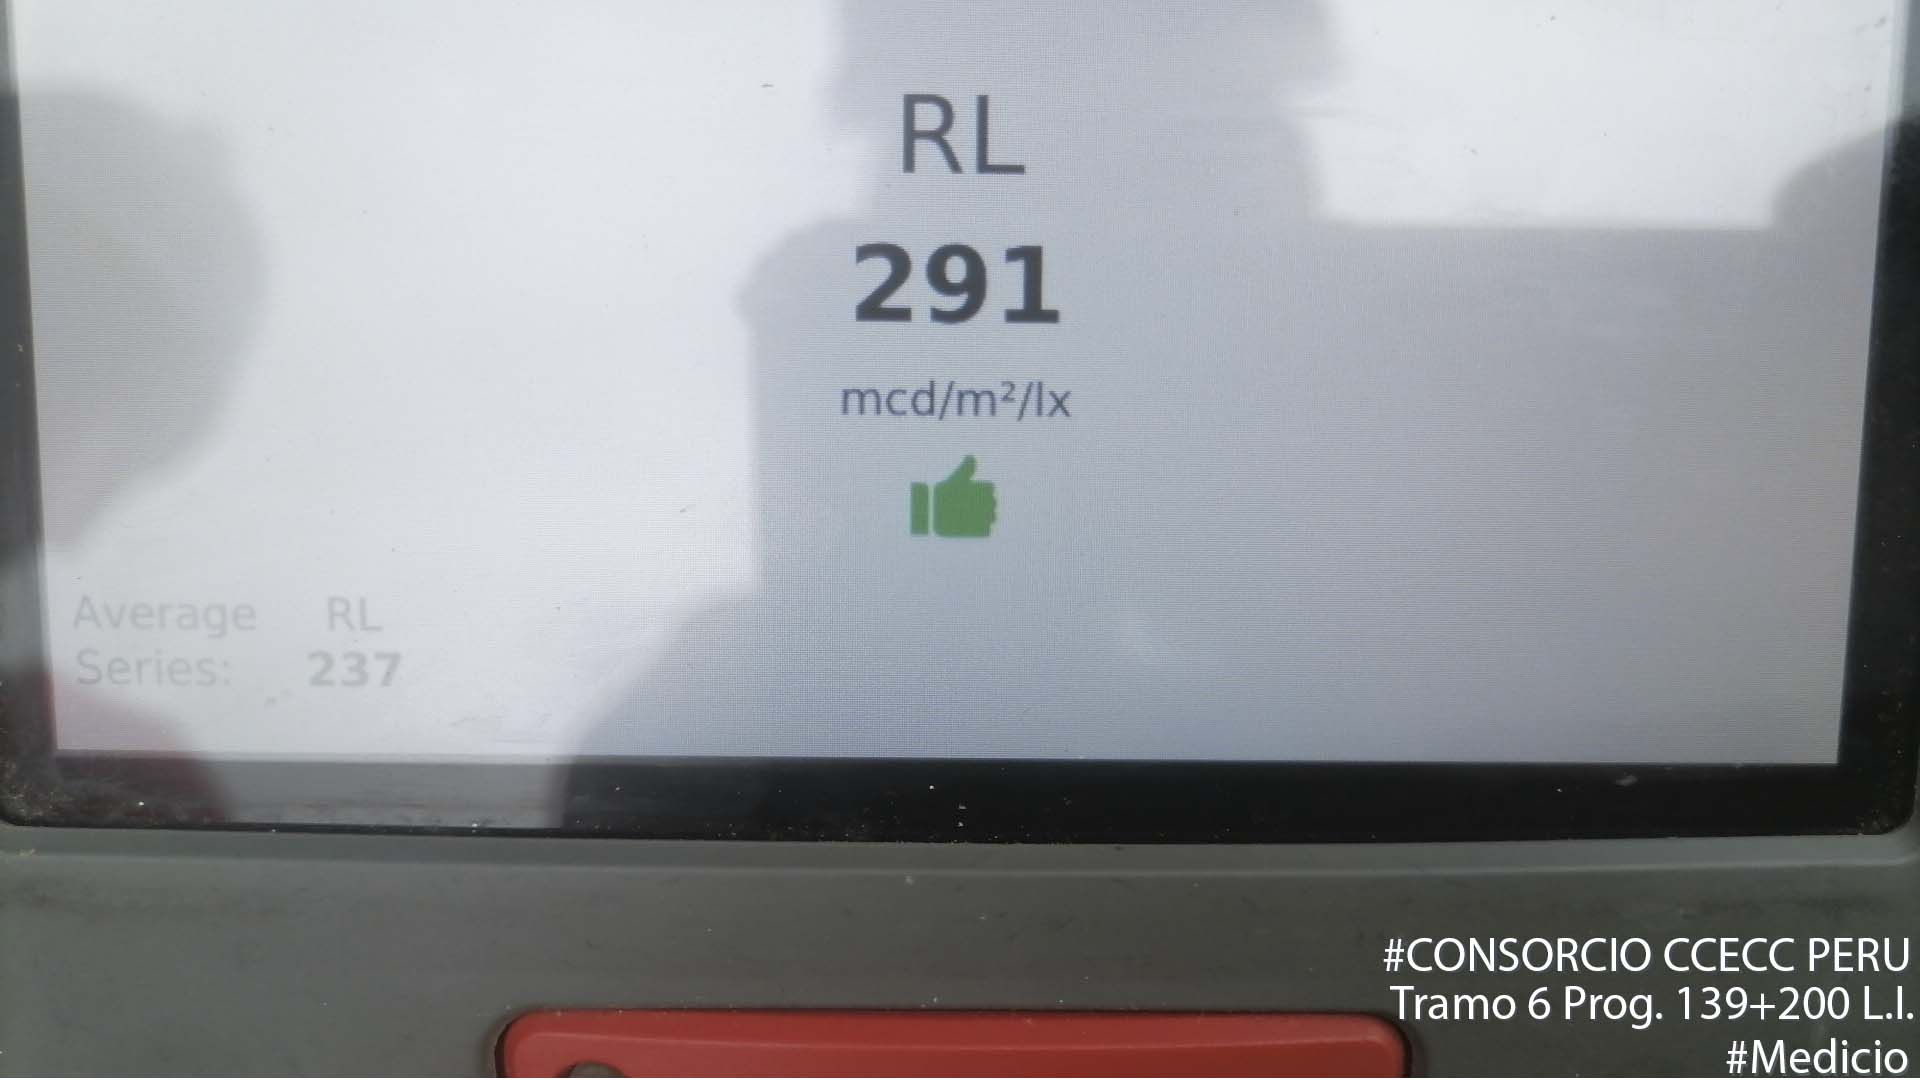 RL
291
mcd/m²/lx
Average RL
Series: 237
#CONSORCIO CCECC PERU
Tramo 6 Prog. 139+200 L.I.
#Medicio